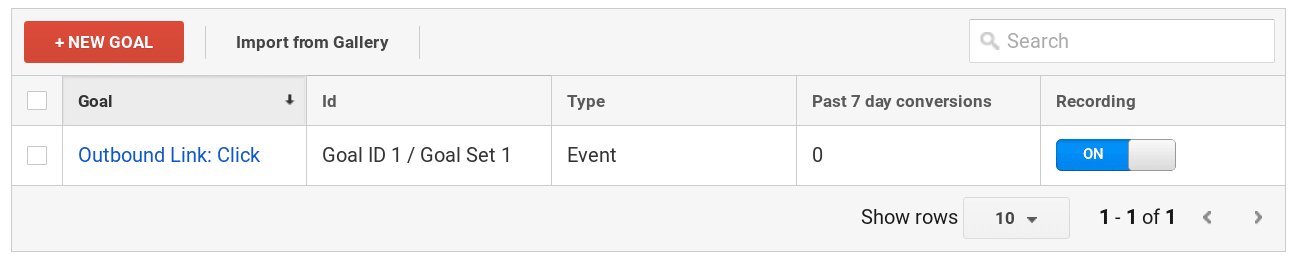 + NEW GOAL Import from Gallery Search
Goal Id Type Past 7 day conversions Recording
Outbound Link: Click Goal ID 1 / Goal Set 1 Event 0 ON
Show rows 10 1 - 1 of 1